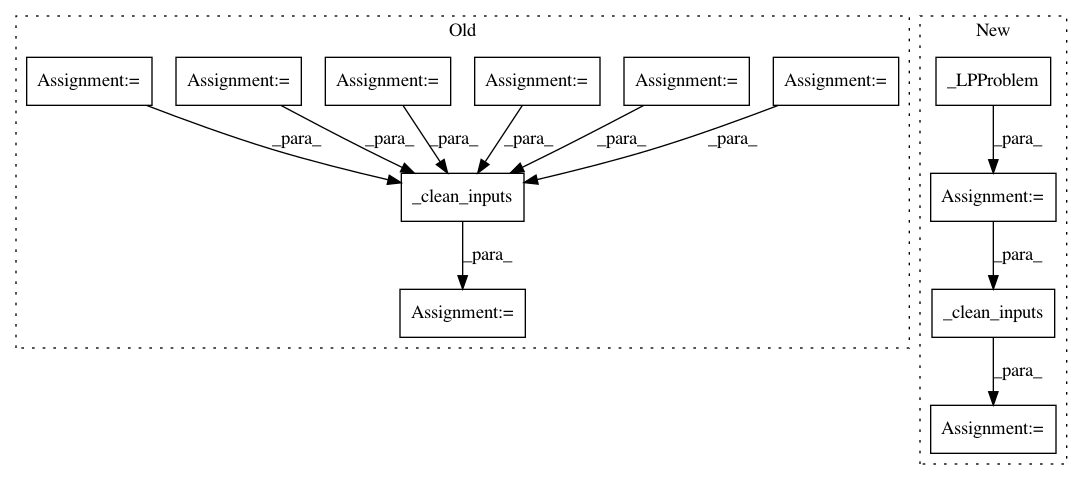 Old
New
Assignment:=
Assignment:=
Assignment:=
Assignment:=
Assignment:=
Assignment:=
_LPProblem
_para_
_para_
_para_
_para_
_para_
_para_
_para_
_clean_inputs
Assignment:=
_para_
_para_
Assignment:=
_clean_inputs
_para_
Assignment:=